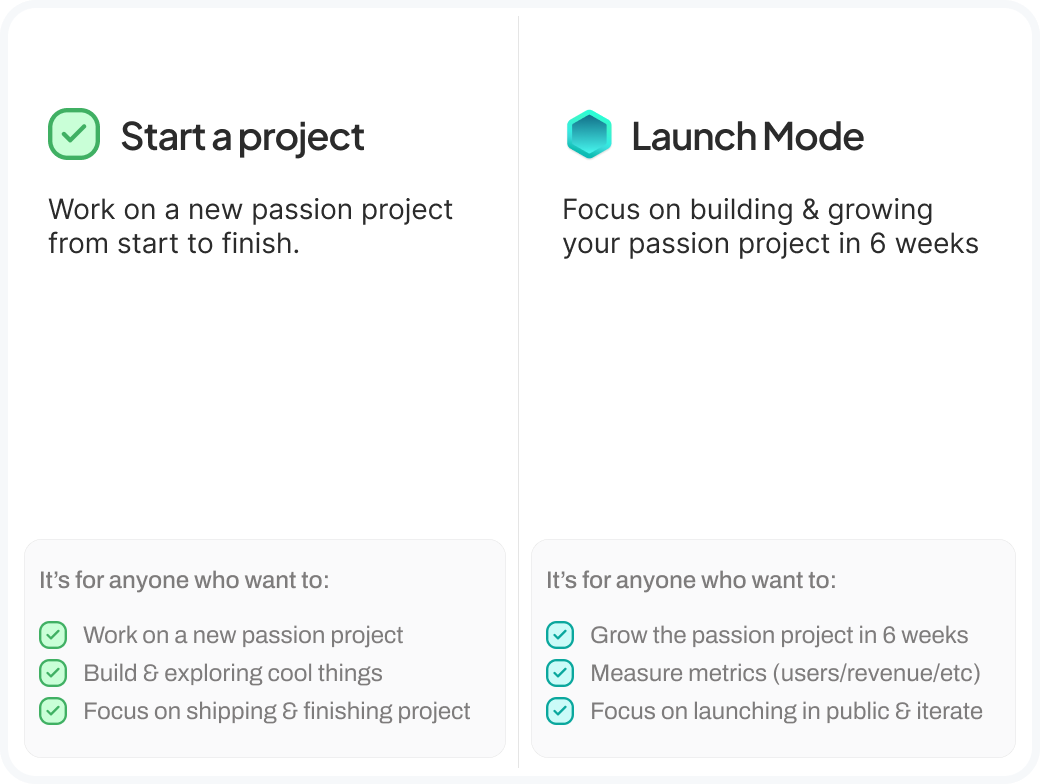 Start a project
Work on a new passion project
from start to finish.
It’s for anyone who want to:
Work on a new passion project
Build & exploring cool things
Focus on shipping & finishing project
Launch Mode
Focus on building & growing
your passion project in 6 weeks
It’s for anyone who want to:
Grow the passion project in 6 weeks
Measure metrics (users/revenue/etc)
Focus on launching in public & iterate